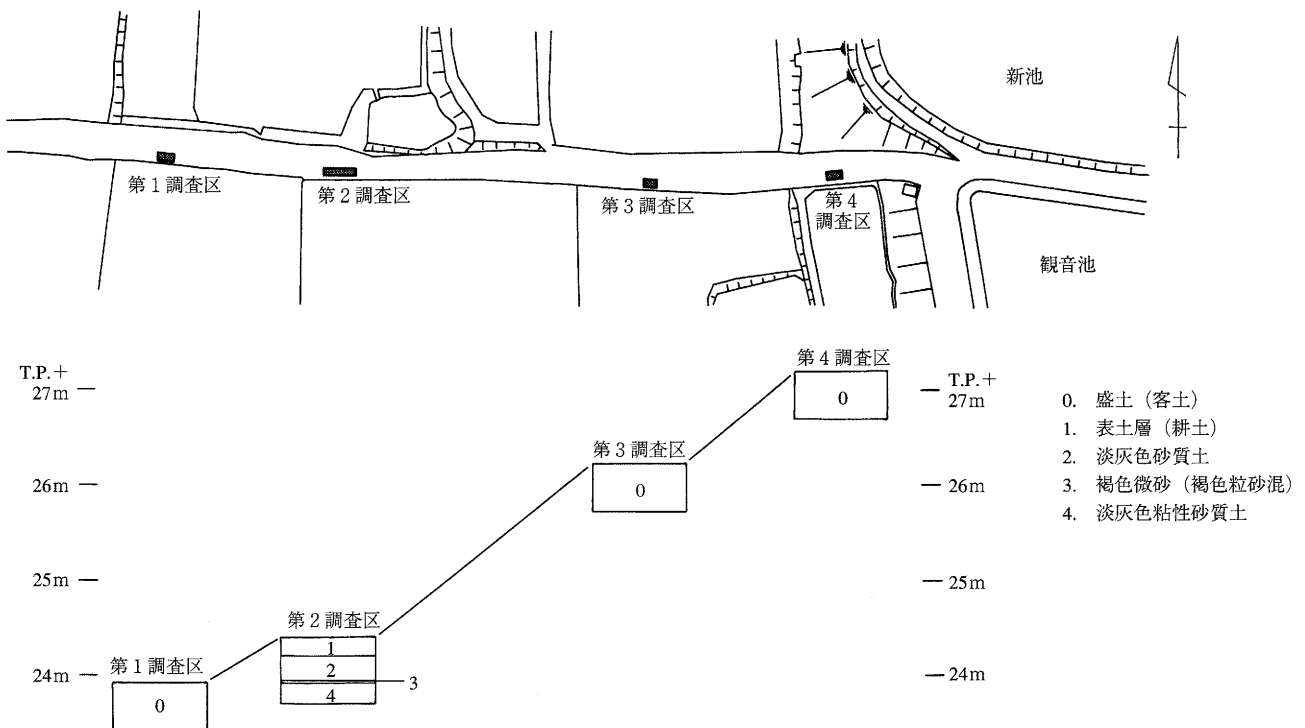 新池
第1調査区
第2調査区
第3調査区
第4
調査区
観音池
T.P.+
27m
26m
25m
24m
第1調査区
0
第2調査区
1
2
3
4
第3調査区
0
第4調査区
0
T.P.+
27m
26m
25m
24m
0. 盛土（客土）
1. 表土層（耕土）
2. 淡灰色砂質土
3. 褐色微砂（褐色粒砂混）
4. 淡灰色粘性砂質土